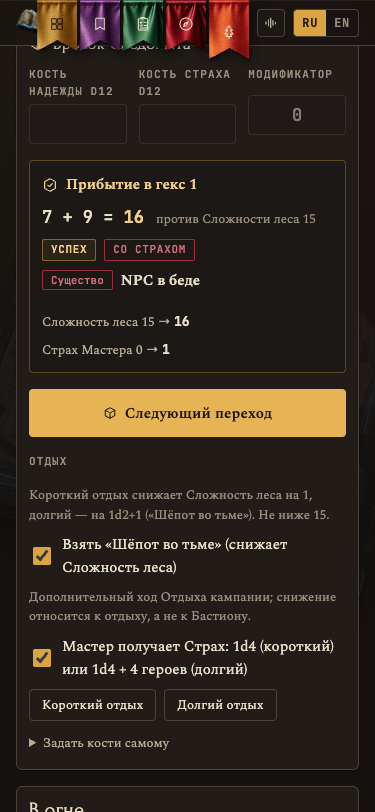 RU EN
КОСТЬ
НАДЕЖДЫ D12
КОСТЬ СТРАХА
D12
МОДИФИКАТОР
0
Прибытие в гекс 1
7 + 9 = 16 против Сложности леса 15
УСПЕХ СО СТРАХОМ
Существо NPC в беде
Сложность леса 15 → 16
Страх Мастера 0 → 1
Следующий переход
ОТДЫХ
Короткий отдых снижает Сложность леса на 1,
долгий — на 1d2+1 («Шёпот во тьме»). Не ниже 15.
Взять «Шёпот во тьме» (снижает
Сложность леса)
Дополнительный ход Отдыха кампании; снижение
относится к отдыху, а не к Бастиону.
Мастер получает Страх: 1d4 (короткий)
или 1d4 + 4 героев (долгий)
Короткий отдых Долгий отдых
Задать кости самому
В огне